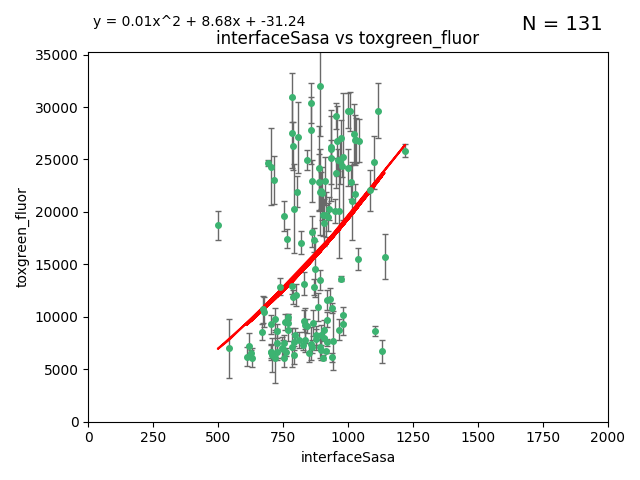 y = 0.01x^2 + 8.68x + -31.24
N = 131
interfaceSasa vs toxgreen_fluor
35000
30000
25000
20000
15000
10000
5000
0
toxgreen_fluor
0 250 500 750 1000 1250 1500 1750 2000
interfaceSasa